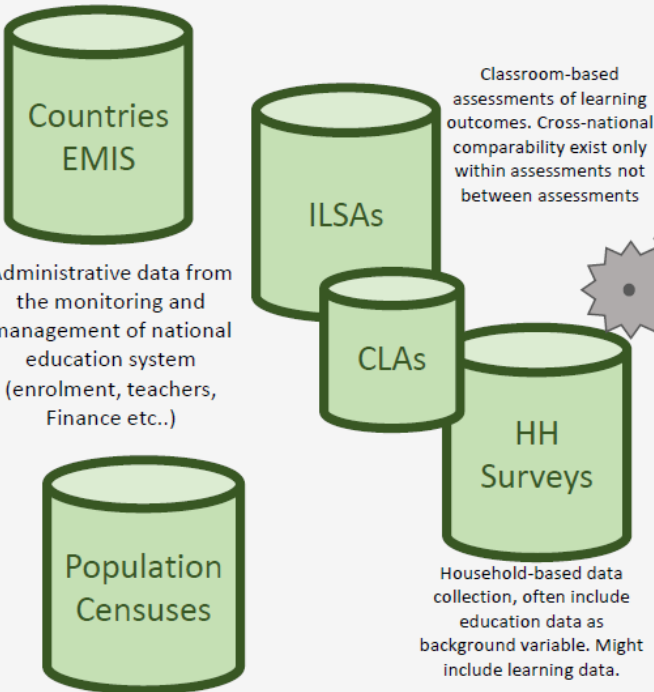 Countries
EMIS
Administrative data from
the monitoring and
management of national
education system
(enrolment, teachers,
Finance etc..)
Classroom-based
assessments of learning
outcomes. Cross-national
comparability exist only
within assessments not
between assessments
ILSAs
CLAs
HH
Surveys
Household-based data
collection, often include
education data as
background variable. Might
include learning data.
Population
Censuses